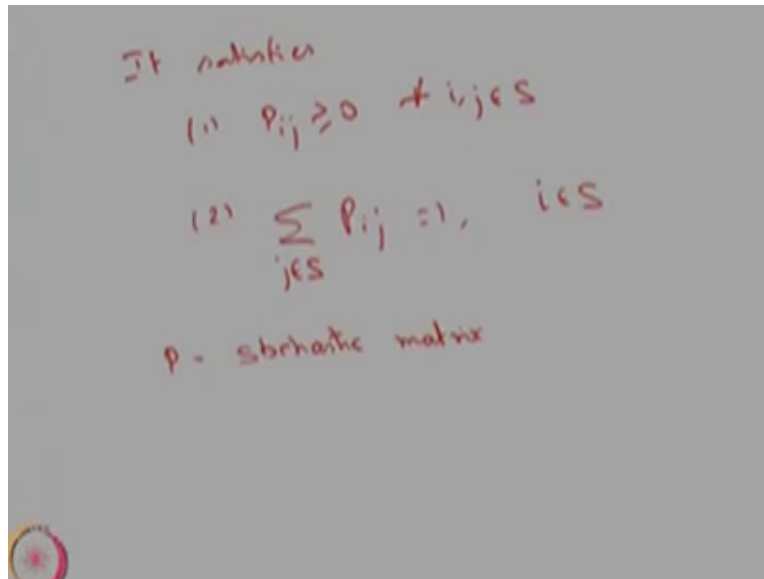 It satisfies
(1) Pij ≥ 0 ∀ i, j ∈ S
(2) ∑ Pij = 1, i ∈ S
j∈S
P - stochastic matrix